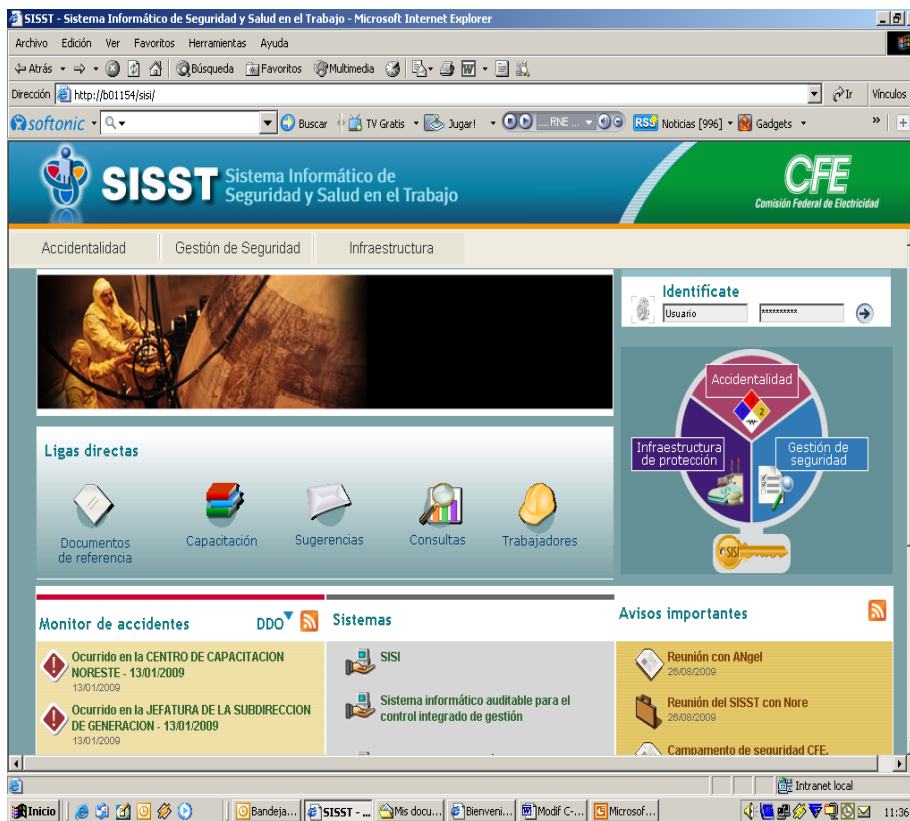 SISST - Sistema Informático de Seguridad y Salud en el Trabajo - Microsoft Internet Explorer
Archivo Edición Ver Favoritos Herramientas Ayuda
Atrás Búsqueda Favoritos Multimedia
Dirección http://b01154/sisi/ Ir Vínculos
softonic Buscar TV Gratis Jugar! .... RNE ... RSS Noticias [996] Gadgets »
SISST Sistema Informático de
Seguridad y Salud en el Trabajo
CFE
Comisión Federal de Electricidad
Accidentalidad Gestión de Seguridad Infraestructura
Identifícate
Usuario **********
Accidentalidad
3
2
W
Infraestructura
de protección
Gestión de
seguridad
SISI
Ligas directas
Documentos
de referencia
Capacitación
Sugerencias
Consultas
Trabajadores
Monitor de accidentes DDO
Ocurrido en la CENTRO DE CAPACITACION
NORESTE - 13/01/2009
13/01/2009
Ocurrido en la JEFATURA DE LA SUBDIRECCION
DE GENERACION - 13/01/2009
13/01/2009
Sistemas
SISI
Sistema informático auditable para el
control integrado de gestión
Avisos importantes
Reunión con ANgel
26/08/2009
Reunión del SISST con Nore
26/08/2009
Campamento de seguridad CFE.
Intranet local
Inicio Bandeja... SISST - ... Mis docu... Bienveni... Modif C-... Microsof... 11:36